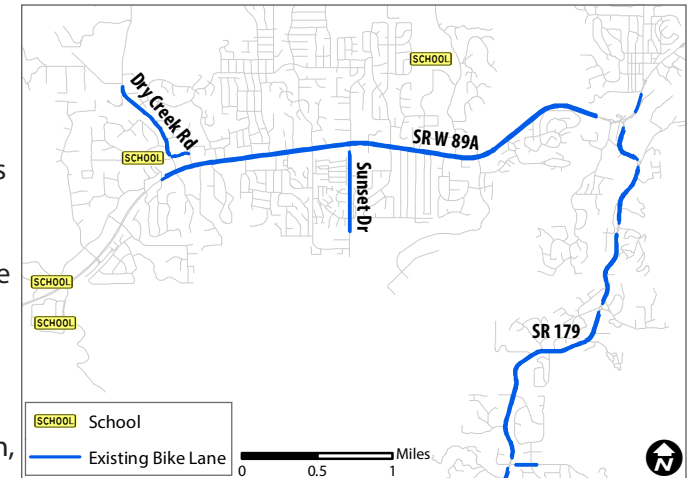 SCHOOL
Dry Creek Rd
SR W 89A
SCHOOL
Sunset Dr
s
e
SCHOOL
SCHOOL
SR 179
n,
SCHOOL School
Existing Bike Lane
Miles
0 0.5 1
N